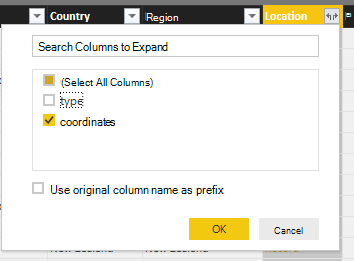 Country
Region
Location
Search Columns to Expand
(Select All Columns)
type
coordinates
Use original column name as prefix
OK
Cancel